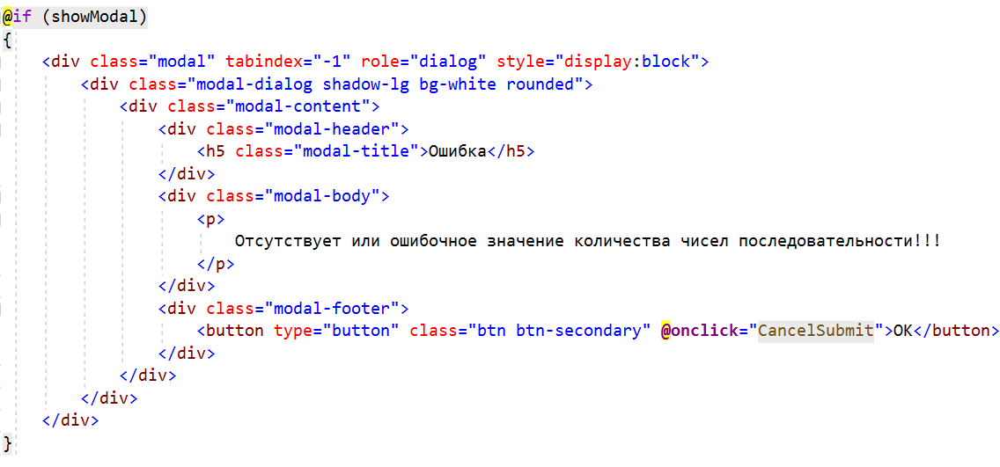 @if (showModal)
{
    <div class="modal" tabindex="-1" role="dialog" style="display:block">
        <div class="modal-dialog shadow-lg bg-white rounded">
            <div class="modal-content">
                <div class="modal-header">
                    <h5 class="modal-title">Ошибка</h5>
                </div>
                <div class="modal-body">
                    <p>
                        Отсутствует или ошибочное значение количества чисел последовательности!!!
                    </p>
                </div>
                <div class="modal-footer">
                    <button type="button" class="btn btn-secondary" @onclick="CancelSubmit">OK</button>
                </div>
            </div>
        </div>
    </div>
}